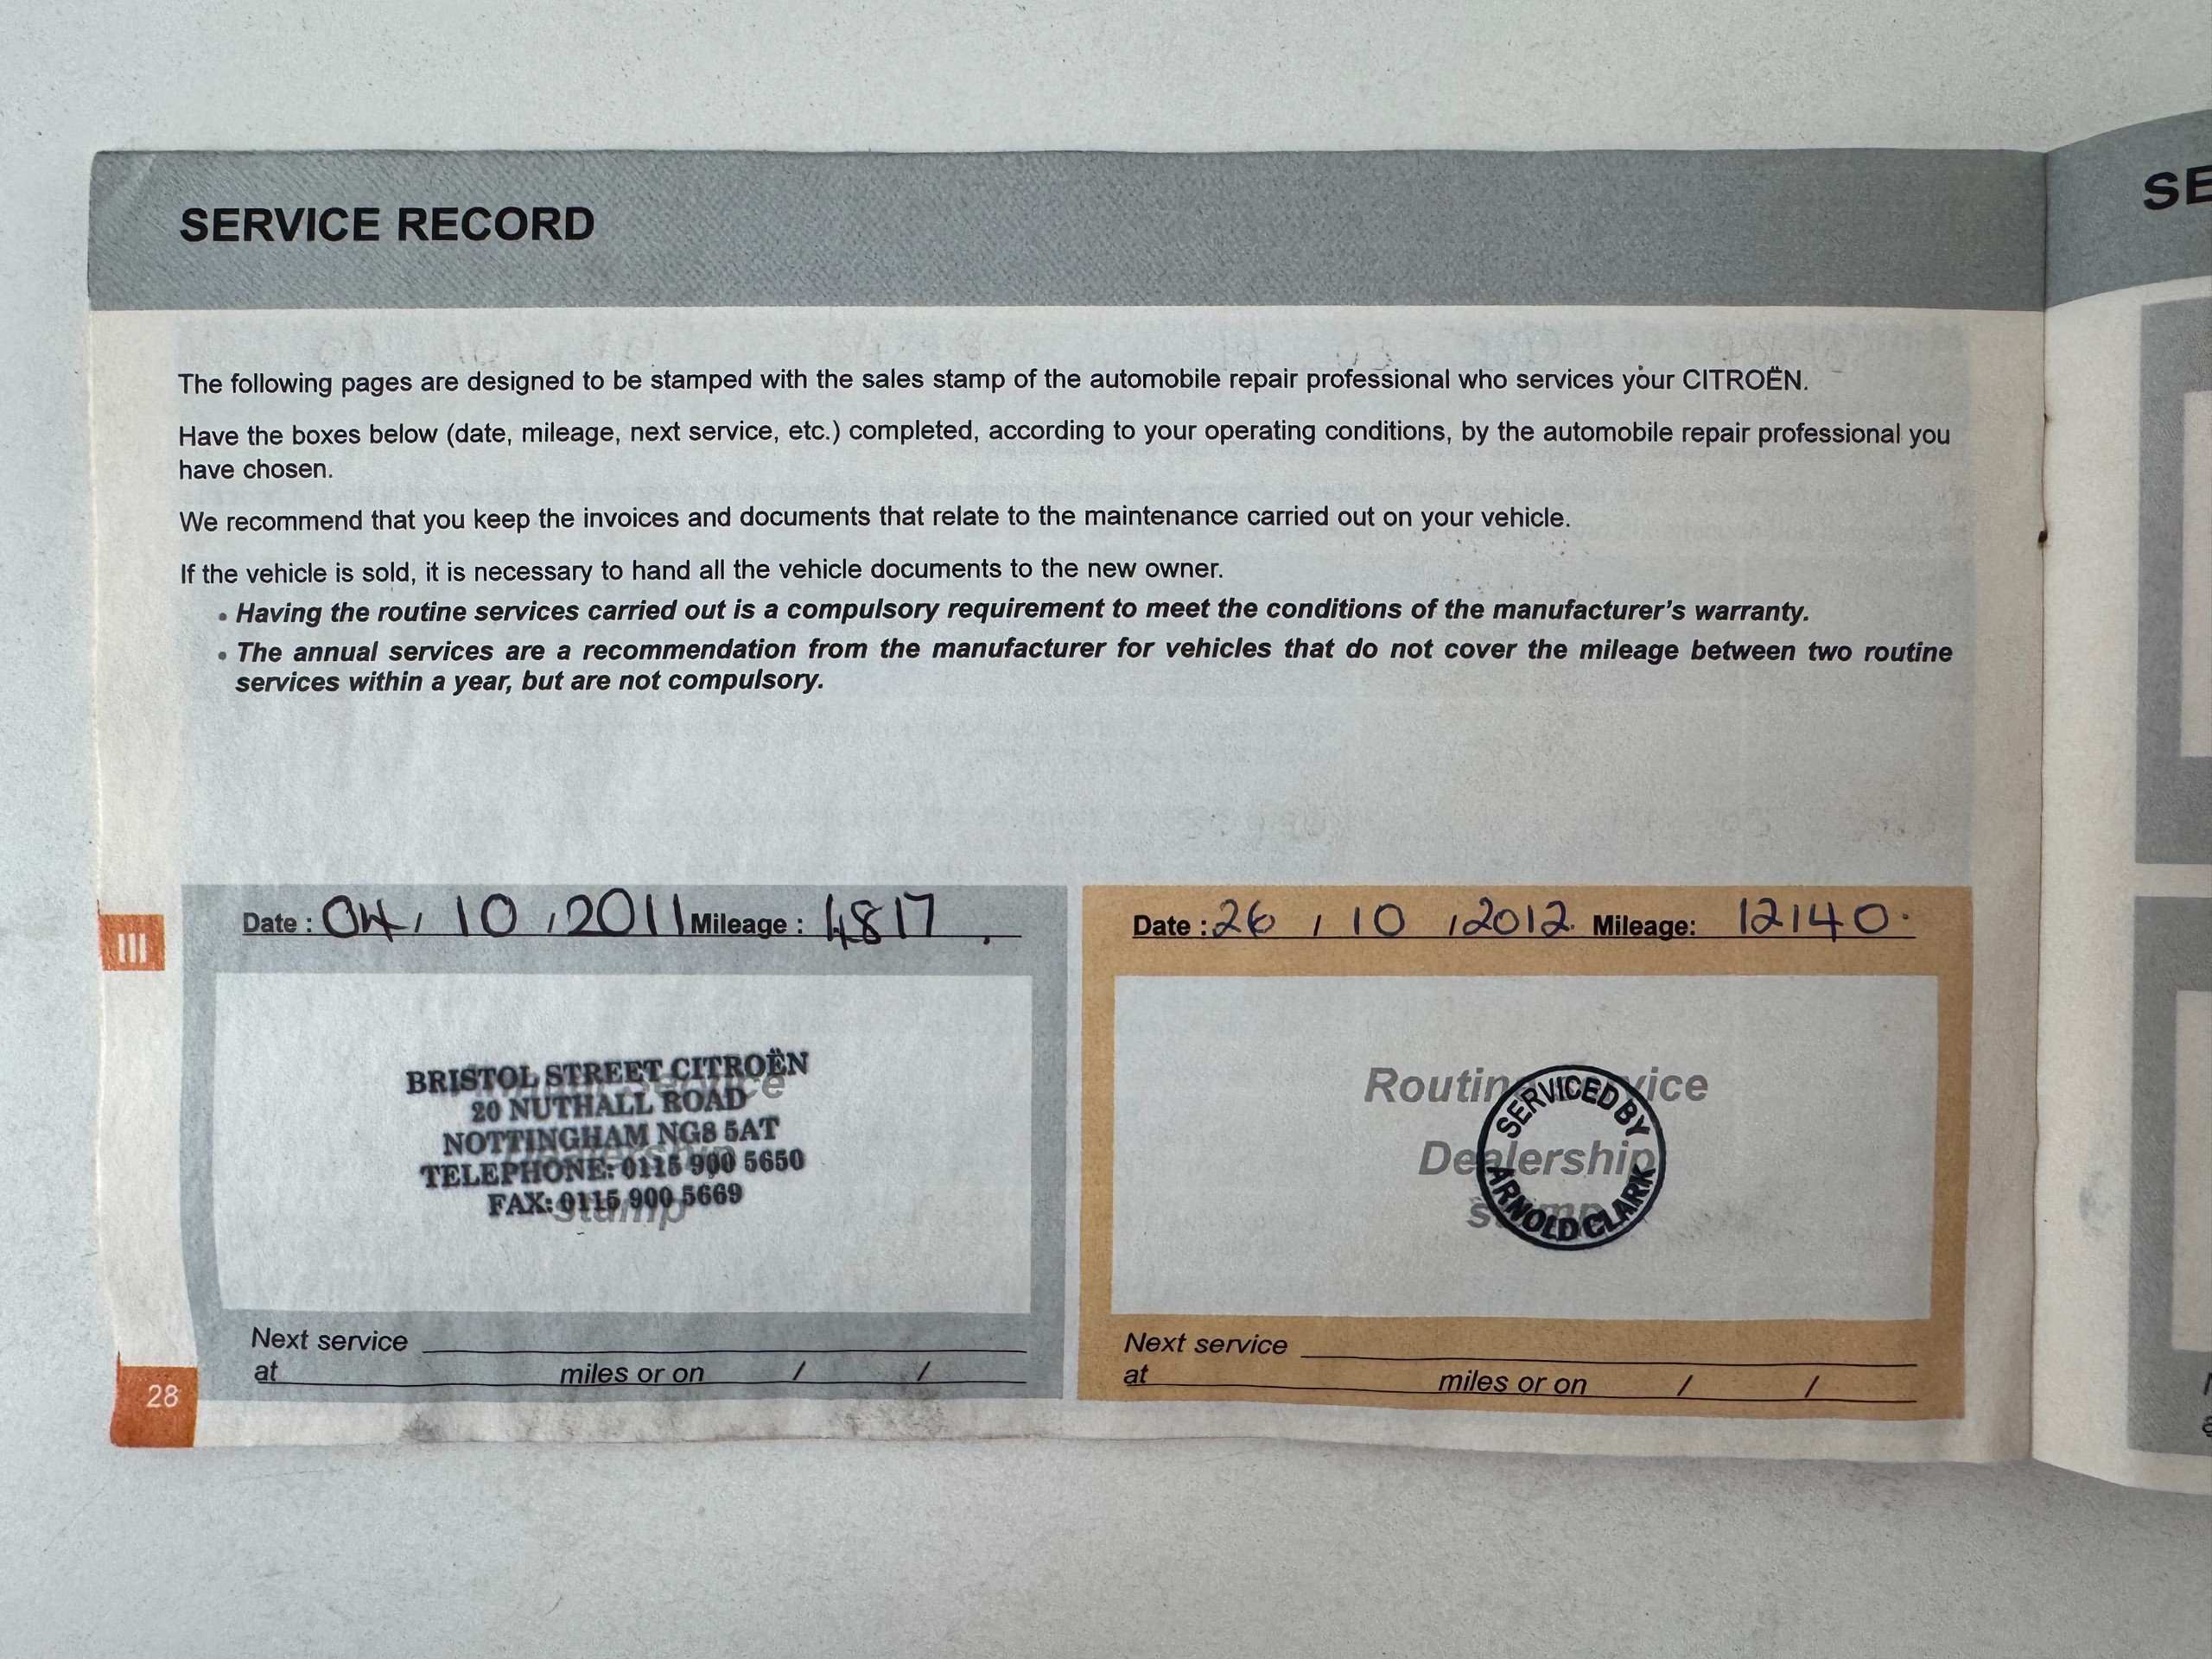 SERVICE RECORD
The following pages are designed to be stamped with the sales stamp of the automobile repair professional who services your CITROËN.
Have the boxes below (date, mileage, next service, etc.) completed, according to your operating conditions, by the automobile repair professional you
have chosen.
We recommend that you keep the invoices and documents that relate to the maintenance carried out on your vehicle.
If the vehicle is sold, it is necessary to hand all the vehicle documents to the new owner.
• Having the routine services carried out is a compulsory requirement to meet the conditions of the manufacturer's warranty.
• The annual services are a recommendation from the manufacturer for vehicles that do not cover the mileage between two routine
services within a year, but are not compulsory.
III
Date : 04 / 10 / 2011 Mileage : 4817
BRISTOL STREET CITROËN
20 NUTHALL ROAD
NOTTINGHAM NG8 5AT
TELEPHONE: 0115 900 5650
FAX: 0115 900 5669
Stamp
Next service
at miles or on / /
Date : 26 / 10 / 2012. Mileage: 12140.
Routine Service
Dealership
stamp
SERVICED BY
ARNOLD CLARK
Next service
at miles or on / /
28
SE